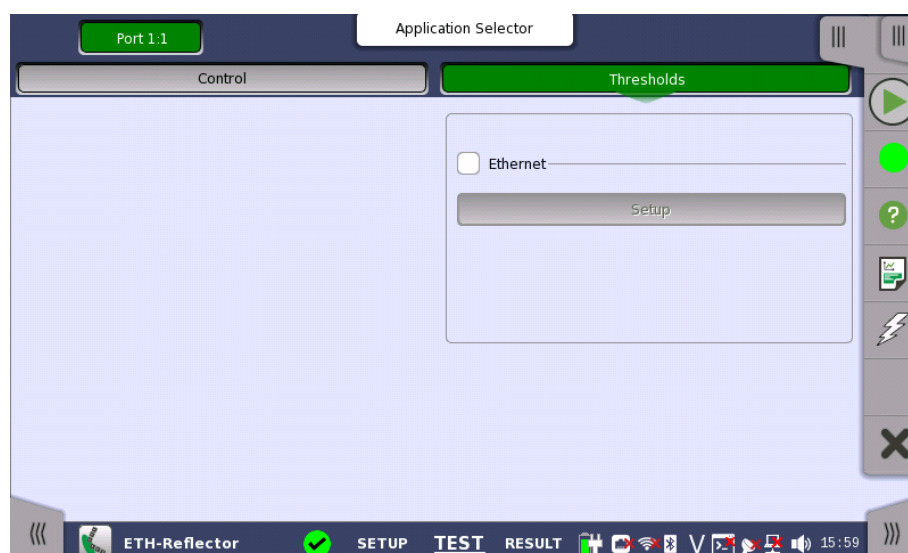 Port 1:1
Application Selector
Control
Thresholds
Ethernet
Setup
ETH-Reflector
SETUP TEST RESULT
15:59